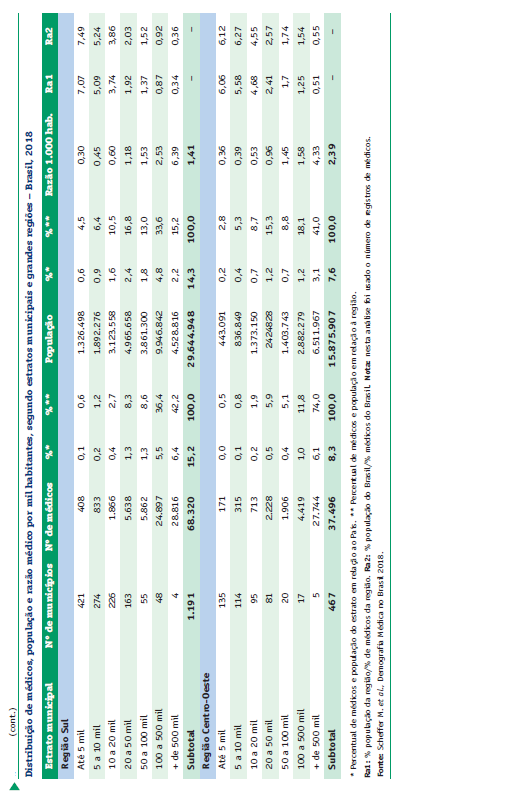 (cont.)
Distribuição de médicos, população e razão médico por mil habitantes, segundo estratos municipais e grandes regiões – Brasil, 2018
Estrato municipal Nº de municípios Nº de médicos %* %** População %* %** Razão 1.000 hab. Ra1 Ra2
Região Sul
Até 5 mil 421 408 0,1 0,6 1.326.498 0,6 4,5 0,30 7,07 7,49
5 a 10 mil 274 833 0,2 1,2 1.892.276 0,9 6,4 0,45 5,09 5,24
10 a 20 mil 226 1.866 0,4 2,7 3.123.558 1,6 10,5 0,60 3,74 3,86
20 a 50 mil 163 5.638 1,3 8,3 4.965.658 2,4 16,8 1,18 1,92 2,03
50 a 100 mil 55 5.862 1,3 8,6 3.861.300 1,8 13,0 1,53 1,37 1,52
100 a 500 mil 48 24.897 5,5 36,4 9.946.842 4,8 33,6 2,53 0,87 0,92
+ de 500 mil 4 28.816 6,4 42,2 4.528.816 2,2 15,2 6,39 0,34 0,36
Subtotal 1.191 68.320 15,2 100,0 29.644.948 14,3 100,0 1,41 – –
Região Centro-Oeste
Até 5 mil 135 171 0,0 0,5 443.091 0,2 2,8 0,36 6,06 6,12
5 a 10 mil 114 315 0,1 0,8 836.849 0,4 5,3 0,39 5,58 6,27
10 a 20 mil 95 713 0,2 1,9 1.373.150 0,7 8,7 0,53 4,68 4,55
20 a 50 mil 81 2.228 0,5 5,9 2424828 1,2 15,3 0,96 2,41 2,57
50 a 100 mil 20 1.906 0,4 5,1 1.403.743 0,7 8,8 1,45 1,7 1,74
100 a 500 mil 17 4.419 1,0 11,8 2.882.279 1,2 18,1 1,58 1,25 1,54
+ de 500 mil 5 27.744 6,1 74,0 6.511.967 3,1 41,0 4,33 0,51 0,55
Subtotal 467 37.496 8,3 100,0 15.875.907 7,6 100,0 2,39 – –
* Percentual de médicos e população do estrato em relação ao País. ** Percentual de médicos e população em relação à região.
Ra1: % população da região/% de médicos da região. Ra2: % população do Brasil/% médicos do Brasil. Nota: nesta análise foi usado o número de registros de médicos.
Fonte: Scheffer M. et al., Demografia Médica no Brasil 2018.